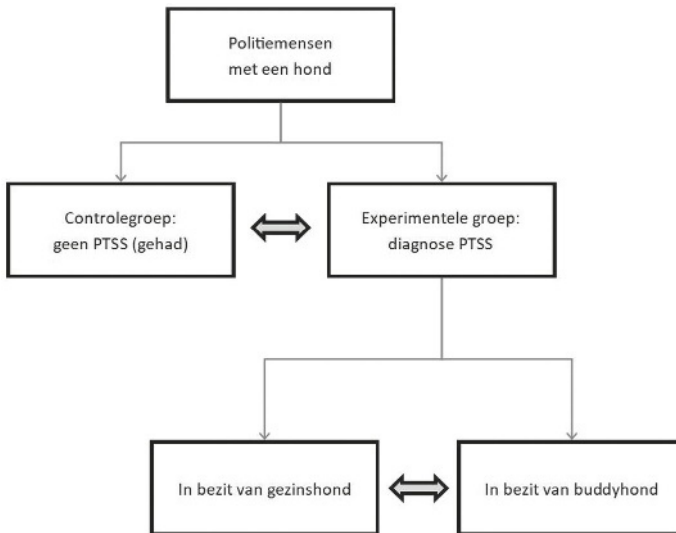 Politiemensen
met een hond
Controlegroep:
geen PTSS (gehad)
Experimentele groep:
diagnose PTSS
In bezit van gezinshond
In bezit van buddyhond